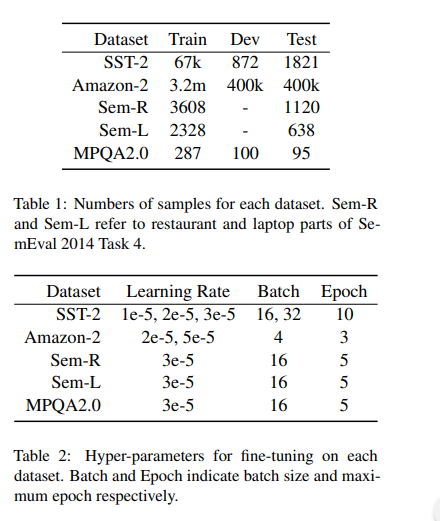 Dataset Train Dev Test
SST-2 67k 872 1821
Amazon-2 3.2m 400k 400k
Sem-R 3608 - 1120
Sem-L 2328 - 638
MPQA2.0 287 100 95
Table 1: Numbers of samples for each dataset. Sem-R
and Sem-L refer to restaurant and laptop parts of Se-
mEval 2014 Task 4.
Dataset Learning Rate Batch Epoch
SST-2 1e-5, 2e-5, 3e-5 16, 32 10
Amazon-2 2e-5, 5e-5 4 3
Sem-R 3e-5 16 5
Sem-L 3e-5 16 5
MPQA2.0 3e-5 16 5
Table 2: Hyper-parameters for fine-tuning on each
dataset. Batch and Epoch indicate batch size and maxi-
mum epoch respectively.